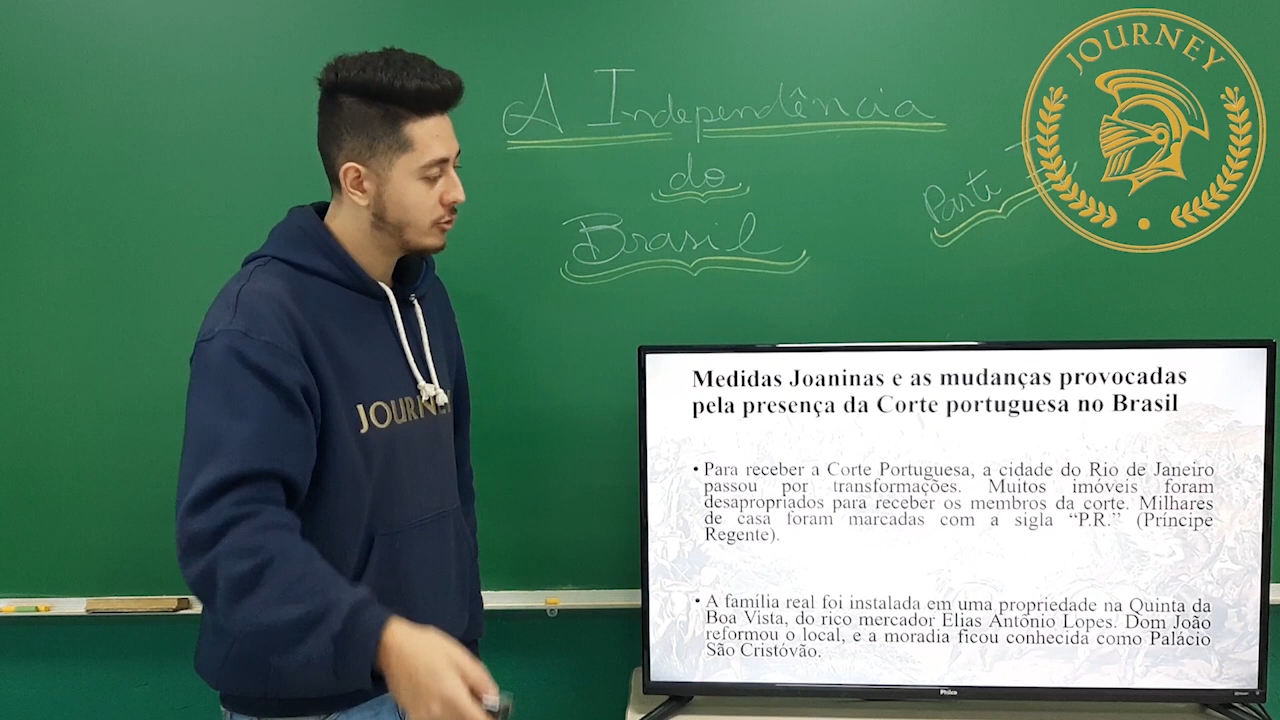 A Independência
do
Brasil
Parte
JOURNEY
JOURNEY
Medidas Joaninas e as mudanças provocadas
pela presença da Corte portuguesa no Brasil
• Para receber a Corte Portuguesa, a cidade do Rio de Janeiro
passou por transformações. Muitos imóveis foram
desapropriados para receber os membros da corte. Milhares
de casa foram marcadas com a sigla “P.R.” (Príncipe
Regente).
• A família real foi instalada em uma propriedade na Quinta da
Boa Vista, do rico mercador Elias Antônio Lopes. Dom João
reformou o local, e a moradia ficou conhecida como Palácio
São Cristóvão.
Philco